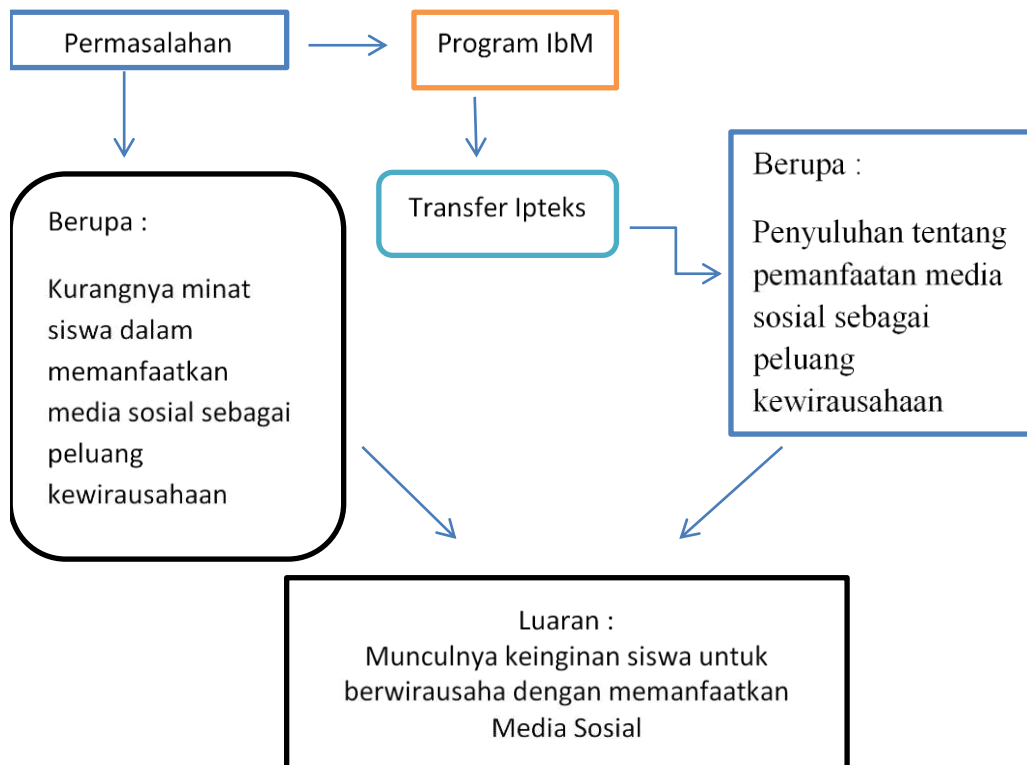 Permasalahan
Program IbM
Transfer Ipteks
Berupa :
Kurangnya minat
siswa dalam
memanfaatkan
media sosial sebagai
peluang
kewirausahaan
Berupa :
Penyuluhan tentang
pemanfaatan media
sosial sebagai
peluang
kewirausahaan
Luaran :
Munculnya keinginan siswa untuk
berwirausaha dengan memanfaatkan
Media Sosial